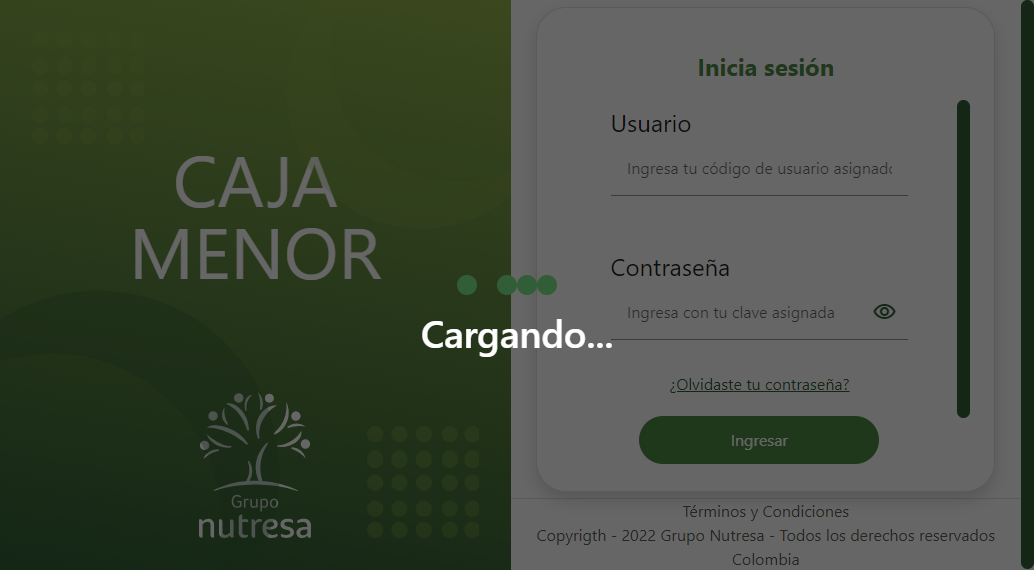 CAJA
MENOR
Grupo
nutresa
Inicia sesión
Usuario
Ingresa tu código de usuario asignado
Contraseña
Ingresa con tu clave asignada
Cargando...
¿Olvidaste tu contraseña?
Ingresar
Términos y Condiciones
Copyrigth - 2022 Grupo Nutresa - Todos los derechos reservados
Colombia